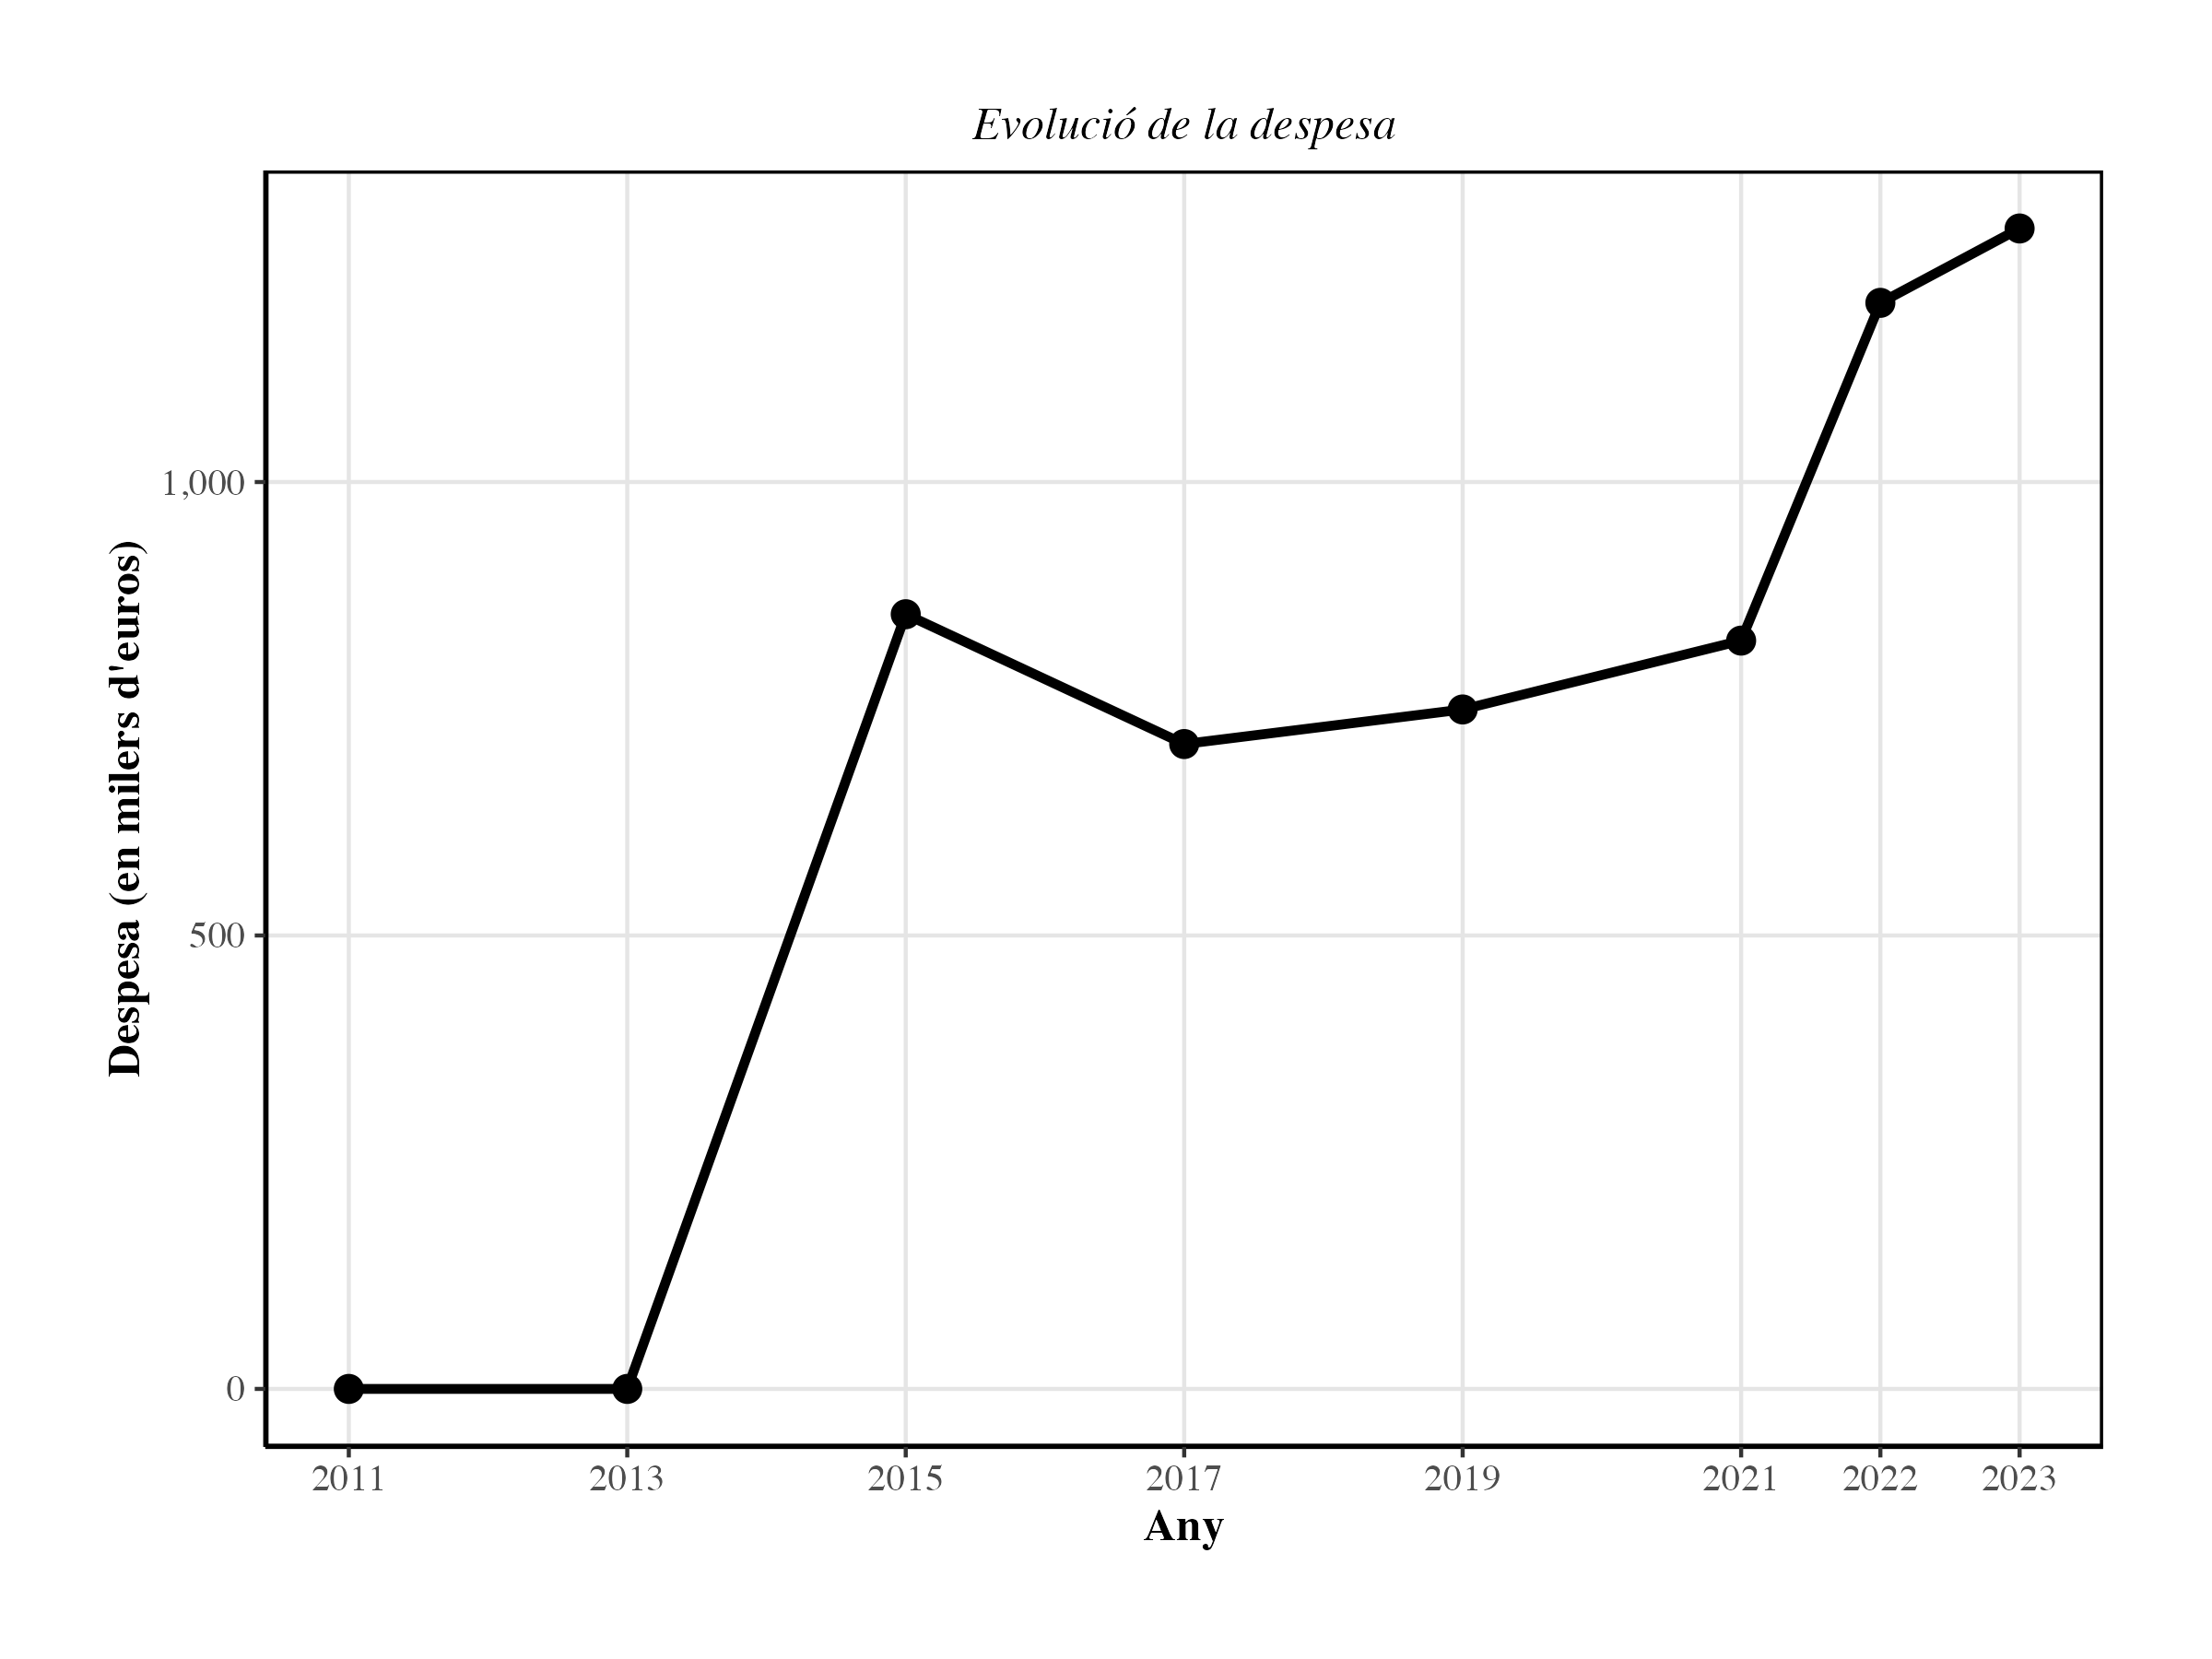 Evolució de la despesa
Despesa (en milers d'euros)
1,000
500
0
2011 2013 2015 2017 2019 2021 2022 2023
Any